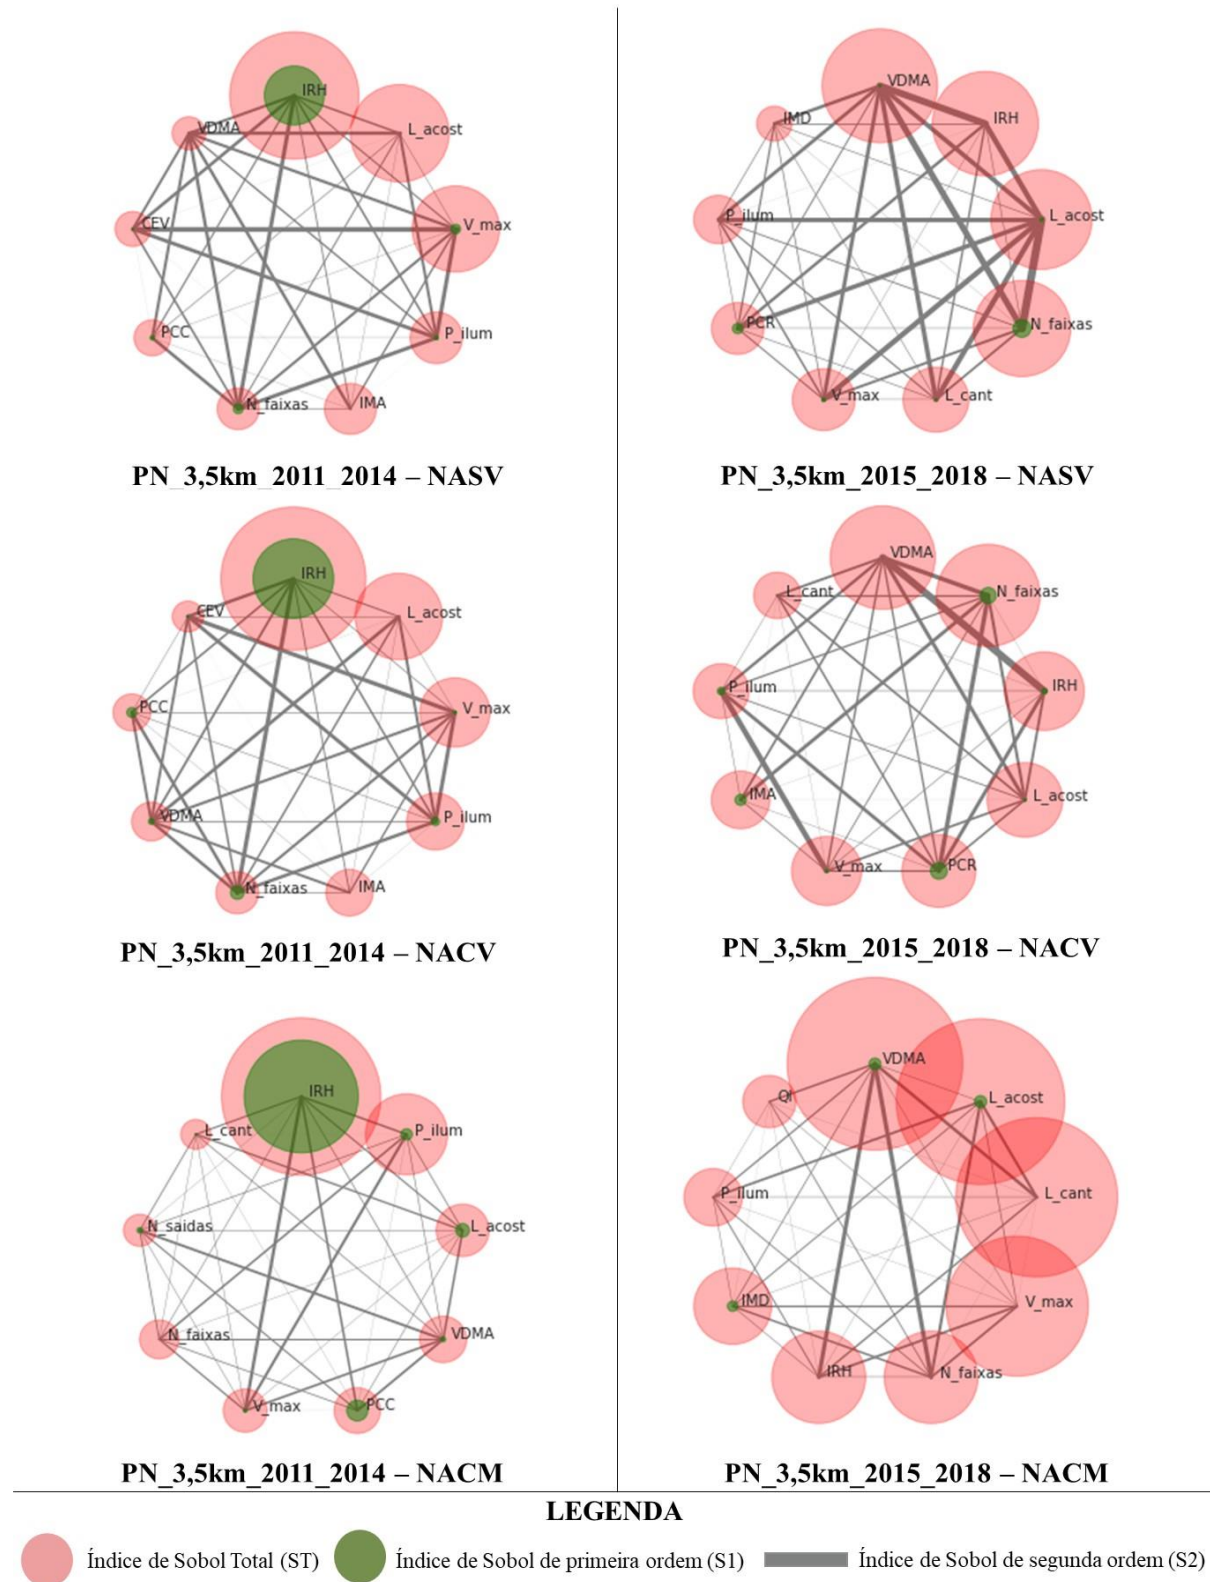 IRH
VDMA
L_acost
CEV
V_max
PCC
P_ilum
N_faixas
IMA
PN_3,5km_2011_2014 – NASV
VDMA
IMD
IRH
P_ilum
L_acost
PCR
N_faixas
V_max
L_cant
PN_3,5km_2015_2018 – NASV
IRH
CEV
L_acost
PCC
V_max
VDMA
P_ilum
N_faixas
IMA
PN_3,5km_2011_2014 – NACV
VDMA
L_cant
N_faixas
P_ilum
IRH
IMA
L_acost
V_max
PCR
PN_3,5km_2015_2018 – NACV
IRH
L_cant
P_ilum
N_saidas
L_acost
N_faixas
VDMA
V_max
PCC
PN_3,5km_2011_2014 – NACM
VDMA
QI
L_acost
P_ilum
L_cant
IMD
V_max
IRH
N_faixas
PN_3,5km_2015_2018 – NACM
LEGENDA
Índice de Sobol Total (ST)
Índice de Sobol de primeira ordem (S1)
Índice de Sobol de segunda ordem (S2)